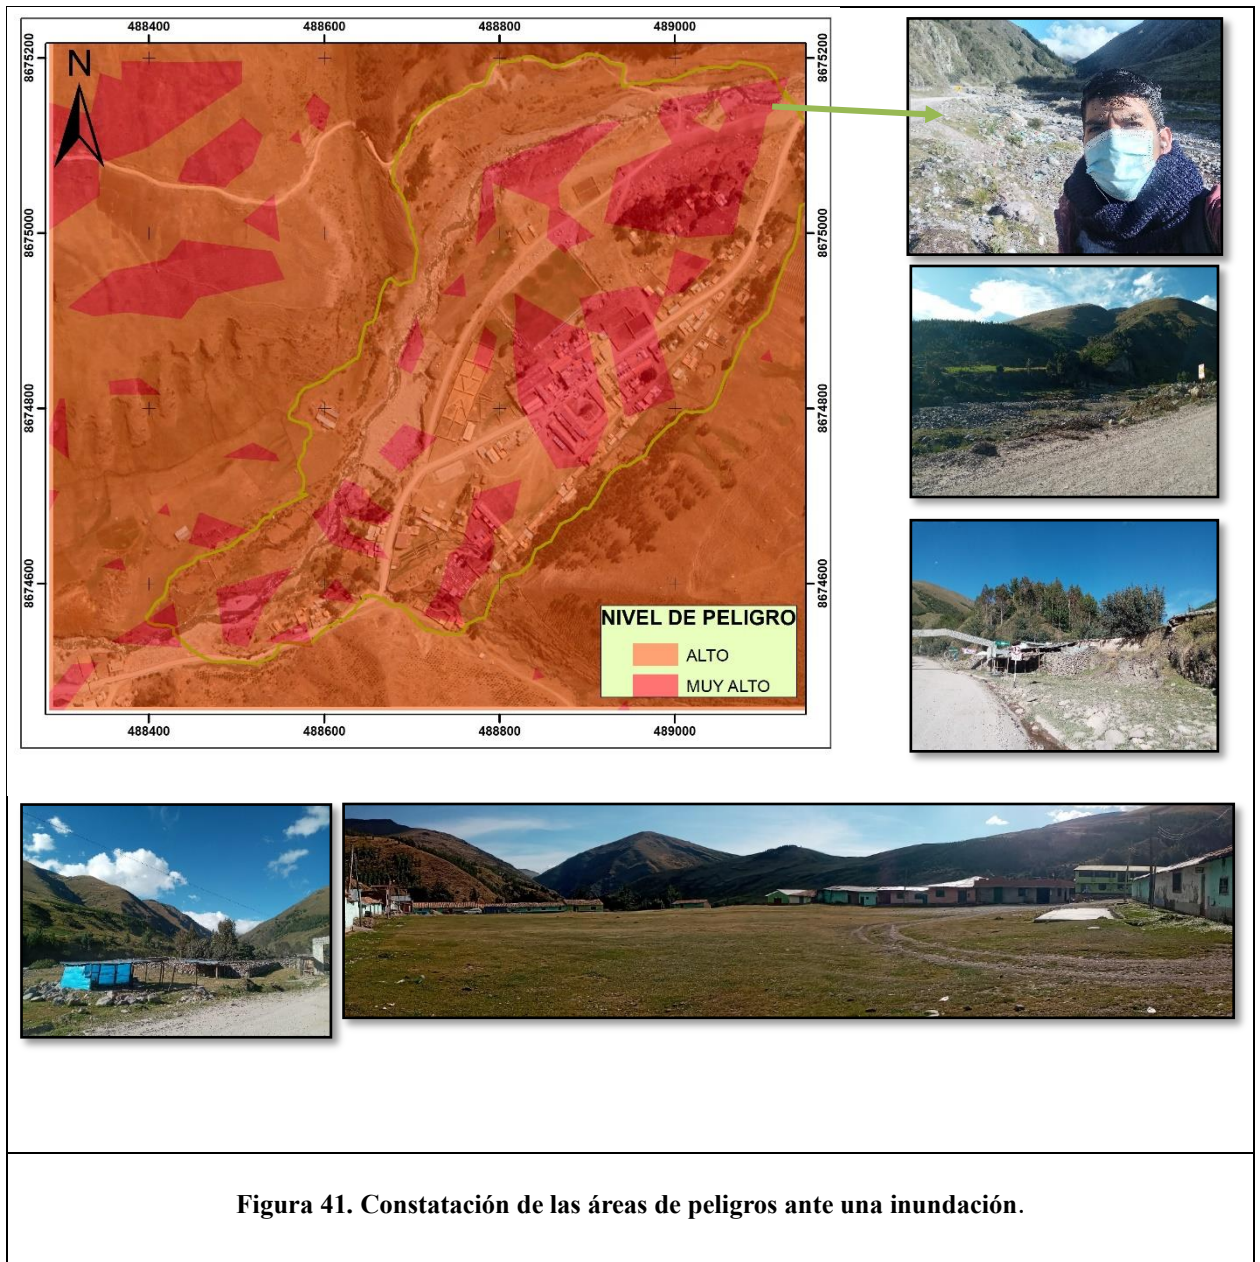 488400 488600 488800 489000
8675200 8675200
N
8675000 8675000
8674800 8674800
8674600 8674600
NIVEL DE PELIGRO
ALTO
MUY ALTO
488400 488600 488800 489000
Figura 41. Constatación de las áreas de peligros ante una inundación.